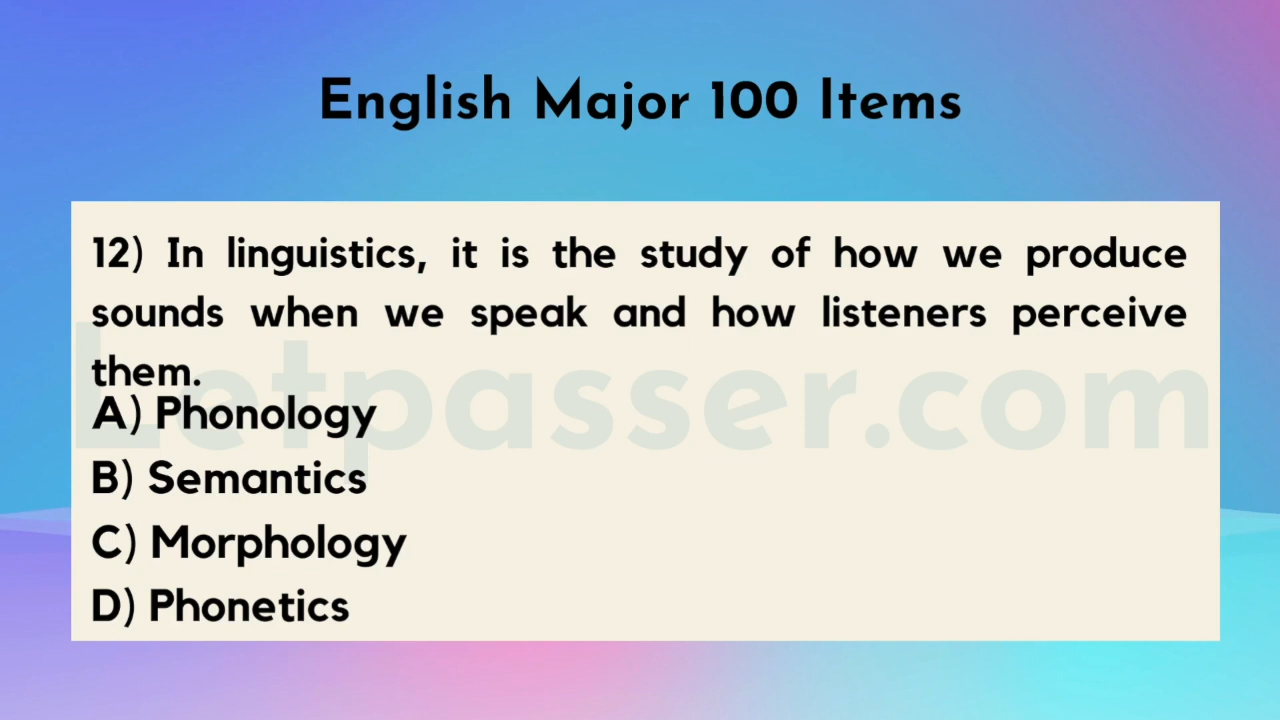 English Major 100 Items
12) In linguistics, it is the study of how we produce
sounds when we speak and how listeners perceive
them.
Letpasser.com
A) Phonology
B) Semantics
C) Morphology
D) Phonetics